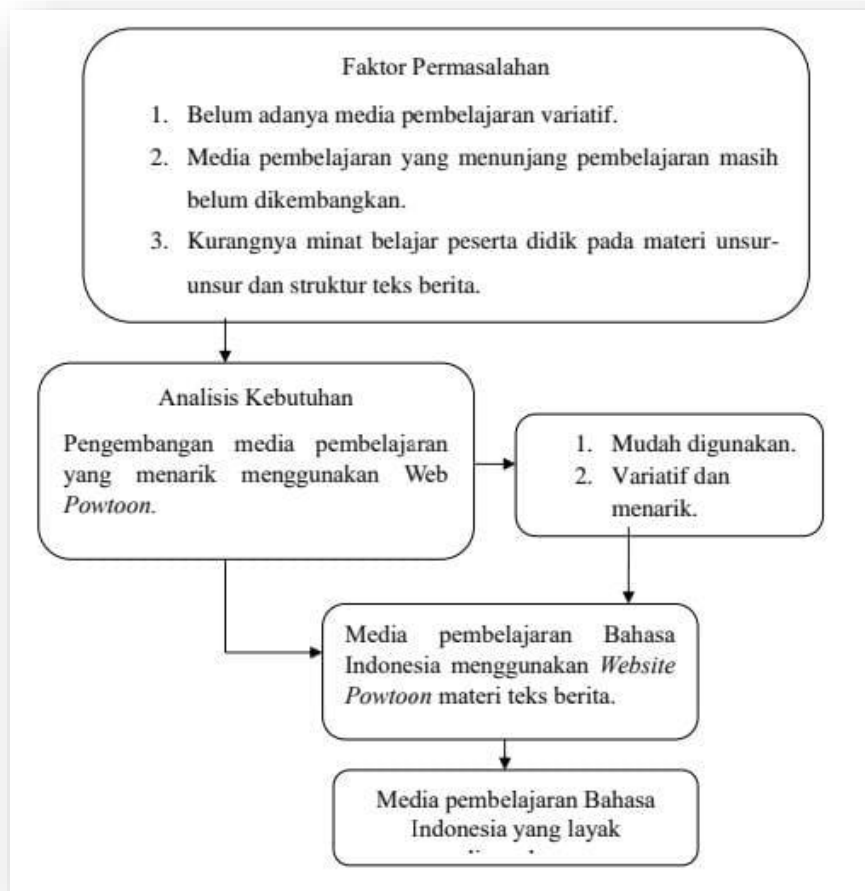 Faktor Permasalahan
1. Belum adanya media pembelajaran variatif.
2. Media pembelajaran yang menunjang pembelajaran masih
belum dikembangkan.
3. Kurangnya minat belajar peserta didik pada materi unsur-
unsur dan struktur teks berita.
Analisis Kebutuhan
Pengembangan media pembelajaran
yang menarik menggunakan Web
Powtoon.
1. Mudah digunakan.
2. Variatif dan
menarik.
Media pembelajaran Bahasa
Indonesia menggunakan Website
Powtoon materi teks berita.
Media pembelajaran Bahasa
Indonesia yang layak